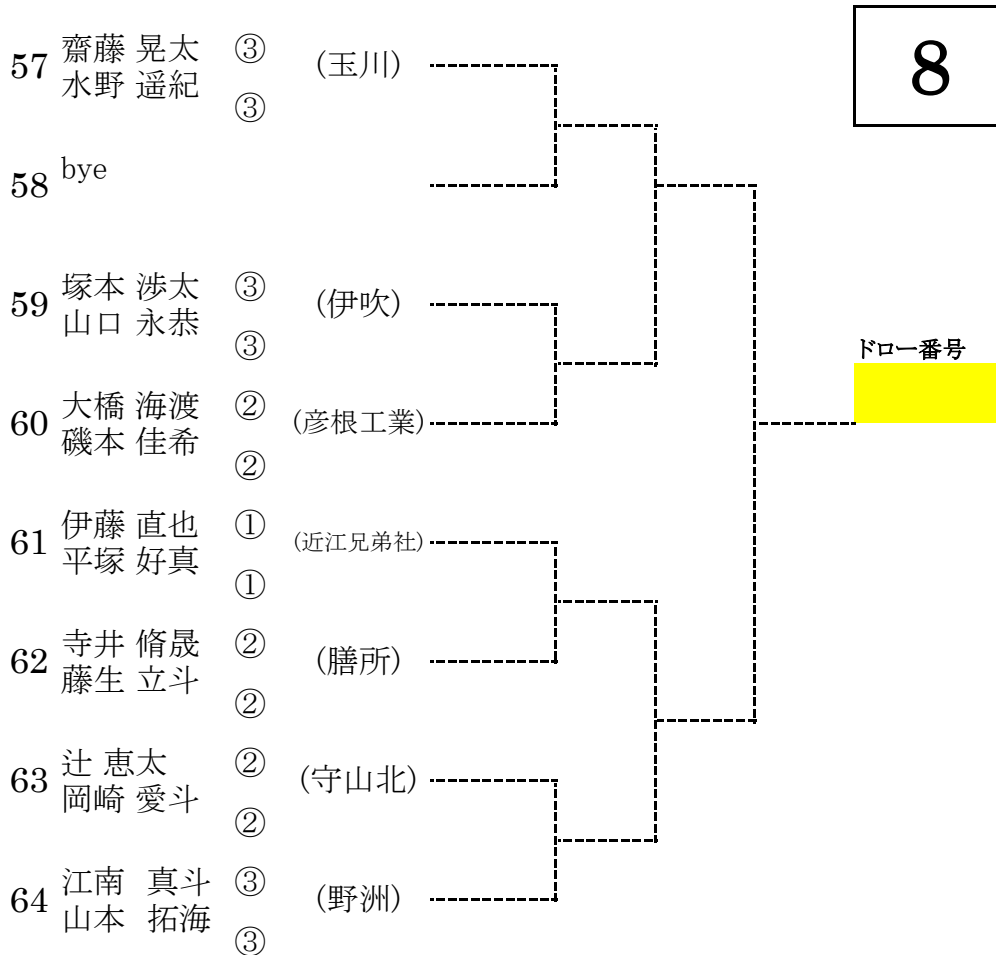 8
57 齋藤 晃太 ③ (玉川)
水野 遥紀 ③
58 bye
59 塚本 渉太 ③ (伊吹)
山口 永恭 ③
ドロー番号
60 大橋 海渡 ② (彦根工業)
磯本 佳希 ②
61 伊藤 直也 ① (近江兄弟社)
平塚 好真 ①
62 寺井 脩晟 ② (膳所)
藤生 立斗 ②
63 辻 恵太 ② (守山北)
岡崎 愛斗 ②
64 江南 真斗 ③ (野洲)
山本 拓海 ③